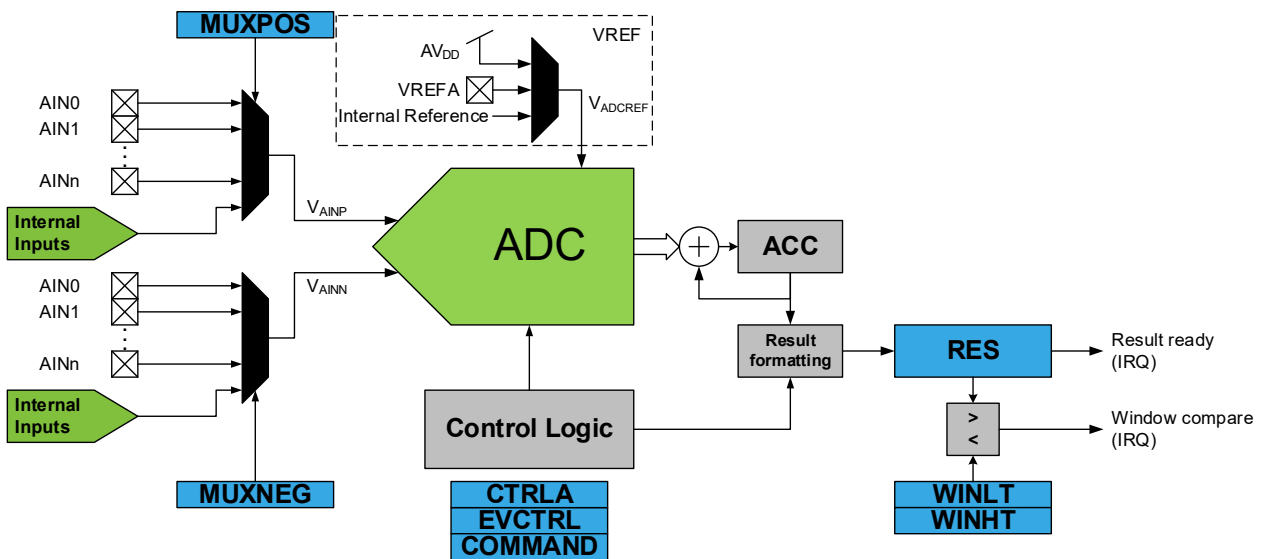 MUXPOS
VREF
AVDD
VREFA
Internal Reference
VADCREF
AIN0
AIN1
AINn
Internal
Inputs
VAINP
ADC
ACC
AIN0
AIN1
AINn
Internal
Inputs
VAINN
Result
formatting
RES
Result ready
(IRQ)
Control Logic
>
<
Window compare
(IRQ)
MUXNEG
CTRLA
EVCTRL
COMMAND
WINLT
WINHT